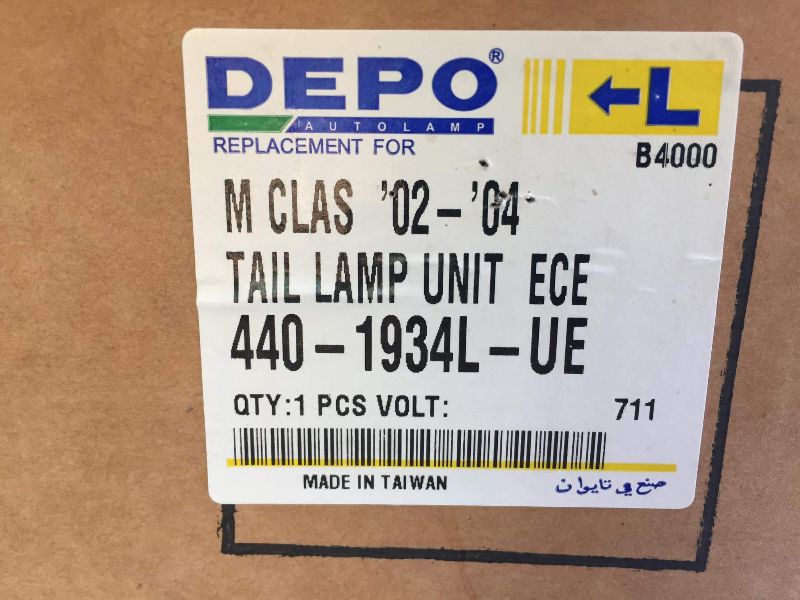 DEPO®
AUTOLAMP
L
REPLACEMENT FOR
B4000
M CLAS '02-'04
TAIL LAMP UNIT ECE
440-1934L-UE
QTY:1 PCS VOLT:
711
MADE IN TAIWAN
صنع في تايوان